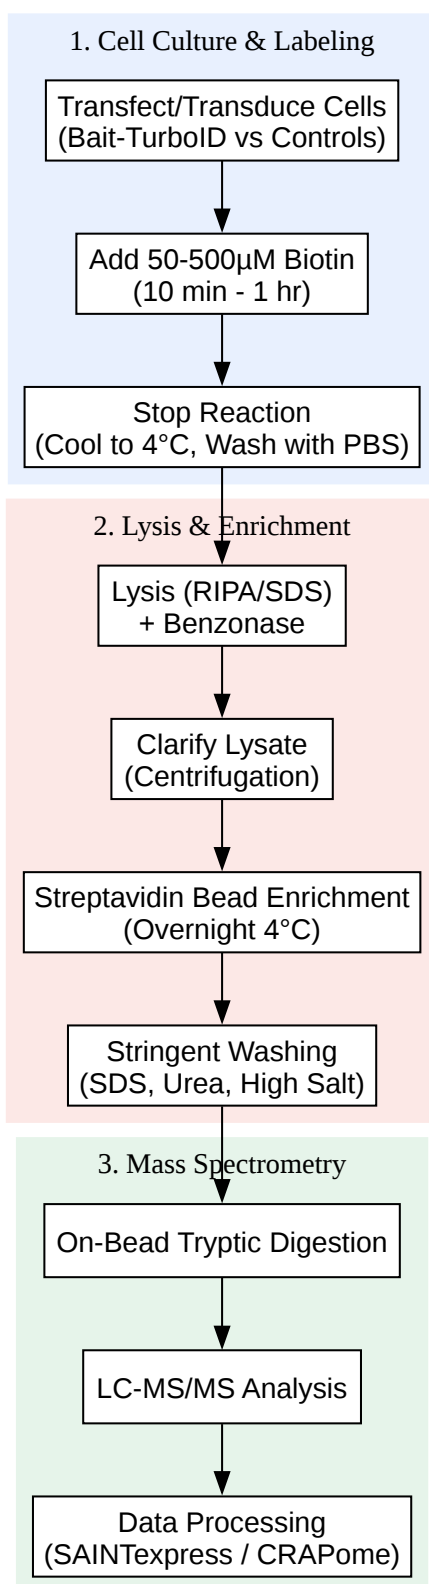 1. Cell Culture & Labeling
Transfect/Transduce Cells
(Bait-TurboID vs Controls)
Add 50-500µM Biotin
(10 min - 1 hr)
Stop Reaction
(Cool to 4°C, Wash with PBS)
2. Lysis & Enrichment
Lysis (RIPA/SDS)
+ Benzonase
Clarify Lysate
(Centrifugation)
Streptavidin Bead Enrichment
(Overnight 4°C)
Stringent Washing
(SDS, Urea, High Salt)
3. Mass Spectrometry
On-Bead Tryptic Digestion
LC-MS/MS Analysis
Data Processing
(SAINTexpress / CRAPome)